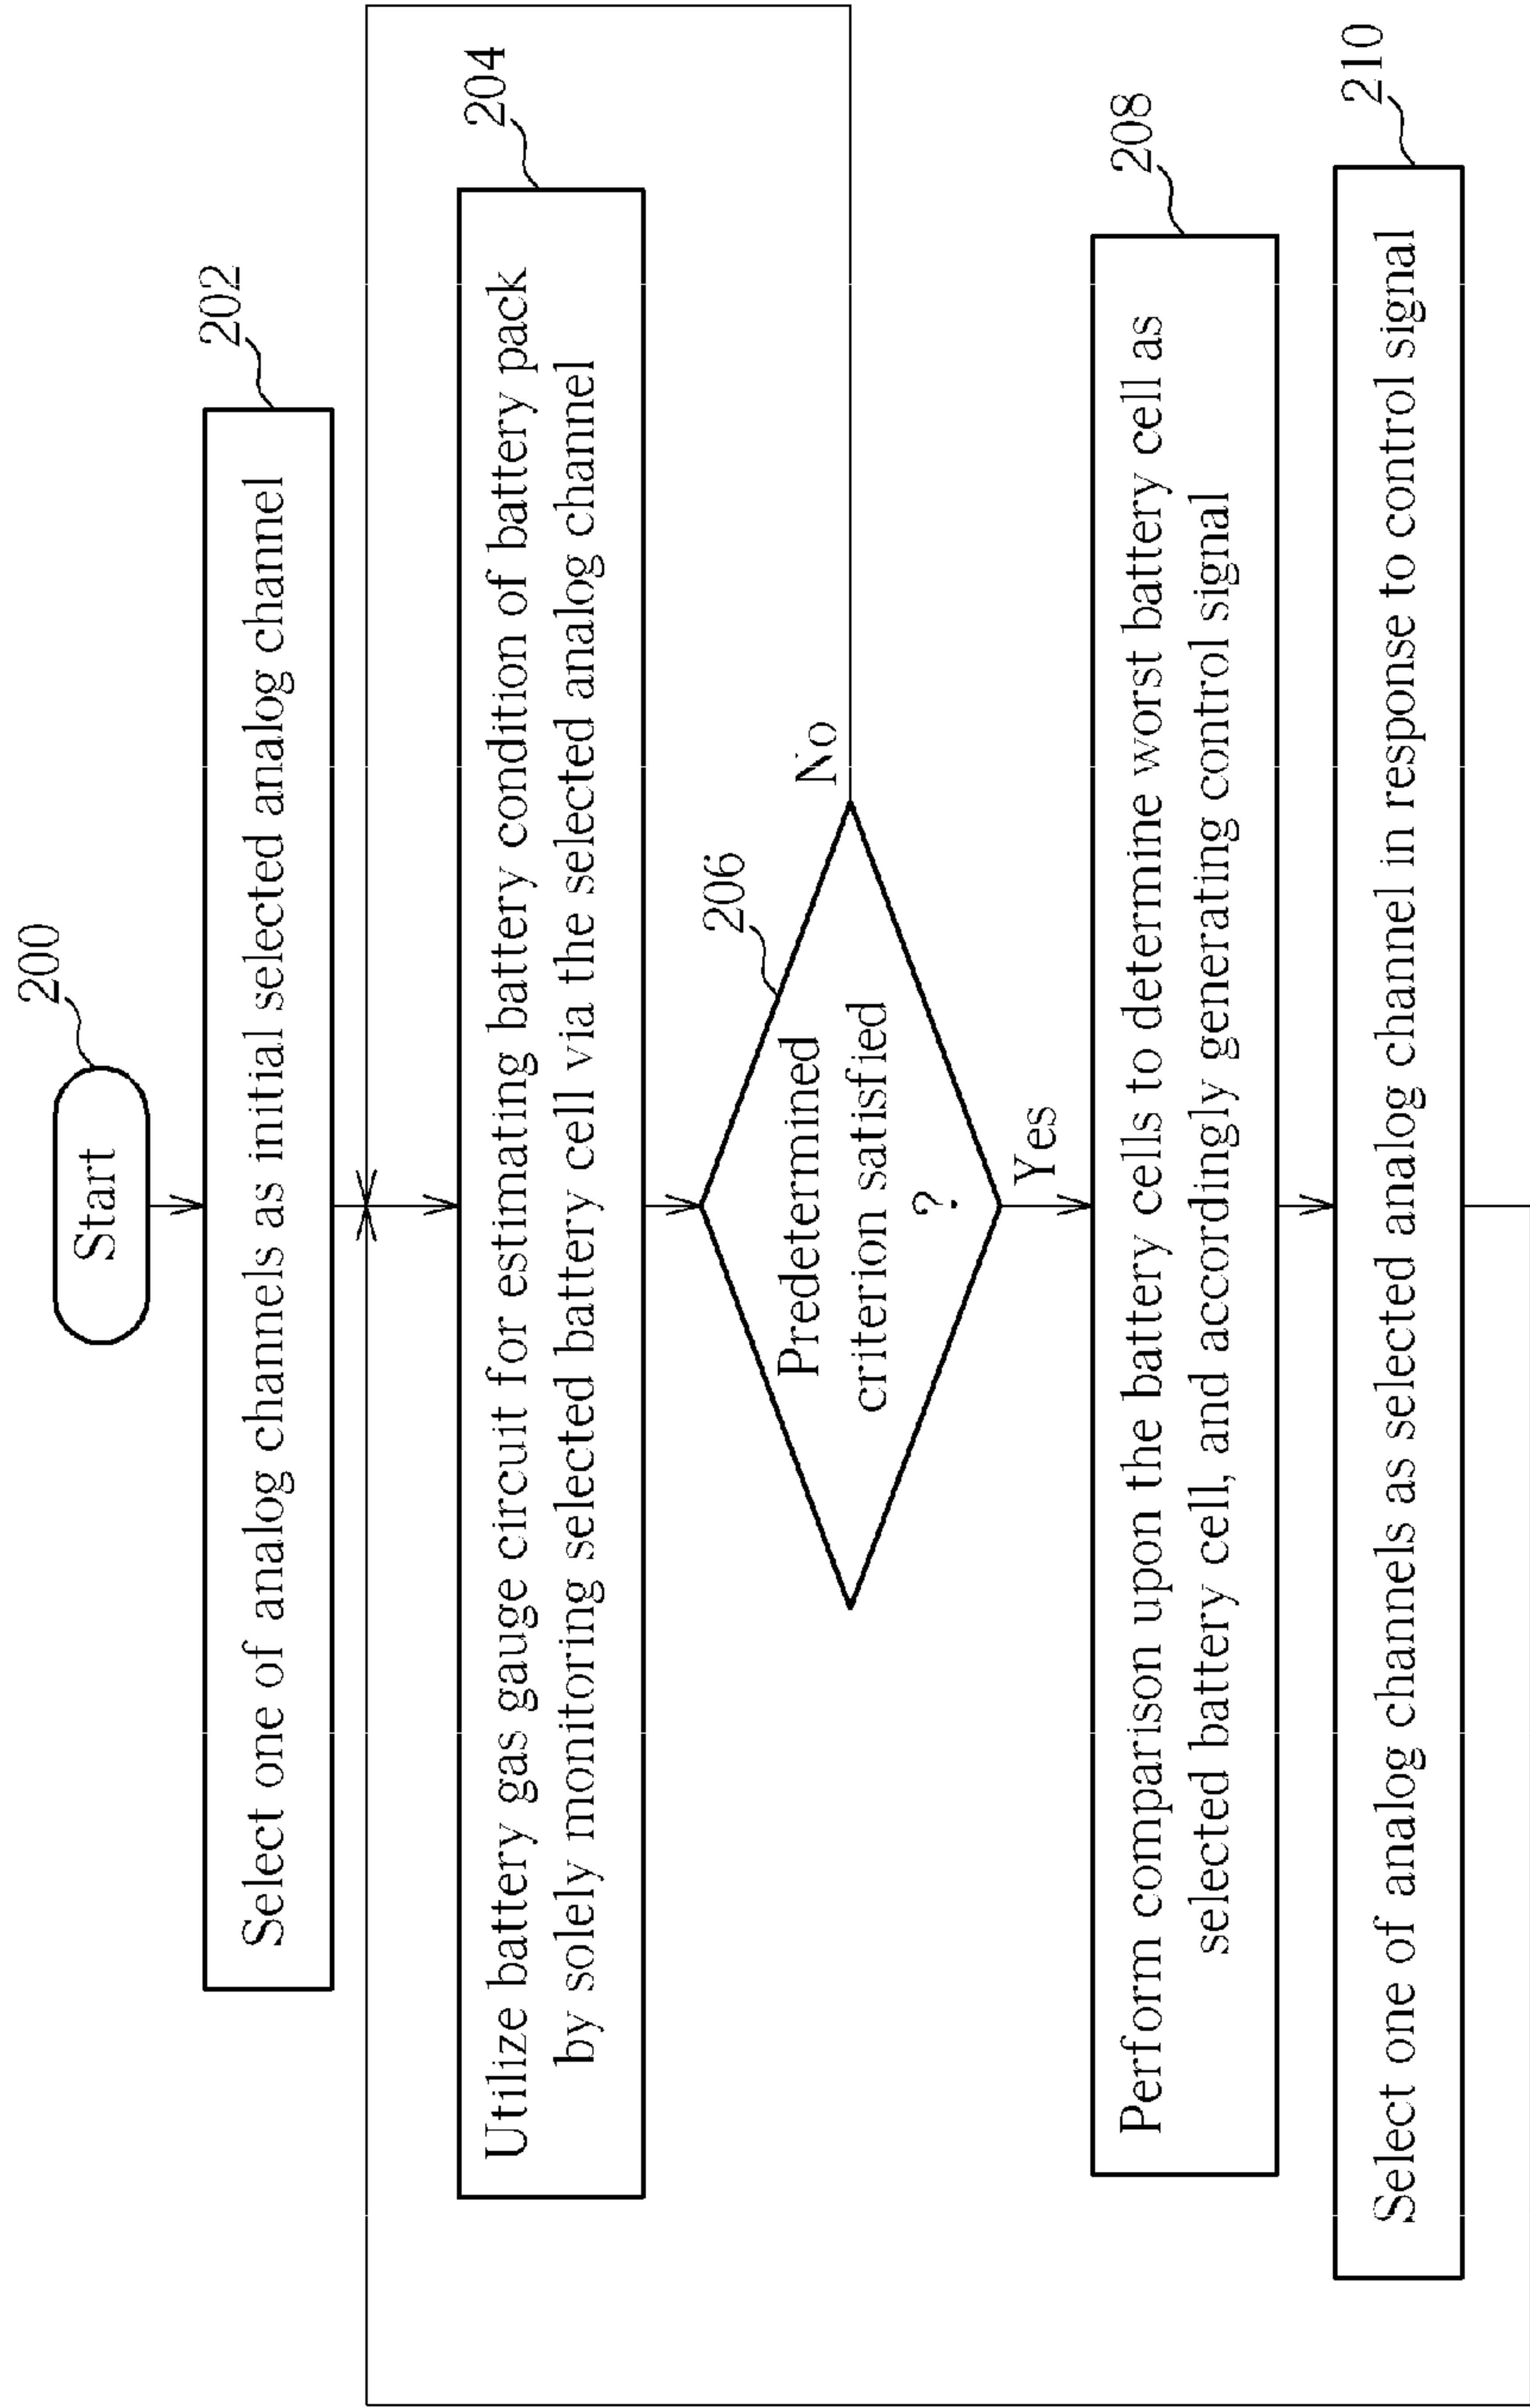 200
Start
202
Select one of analog channels as initial selected analog channel
204
Utilize battery gas gauge circuit for estimating battery condition of battery pack
by solely monitoring selected battery cell via the selected analog channel
206
Predetermined
criterion satisfied
?
No
Yes
208
Perform comparison upon the battery cells to determine worst battery cell as
selected battery cell, and accordingly generating control signal
210
Select one of analog channels as selected analog channel in response to control signal